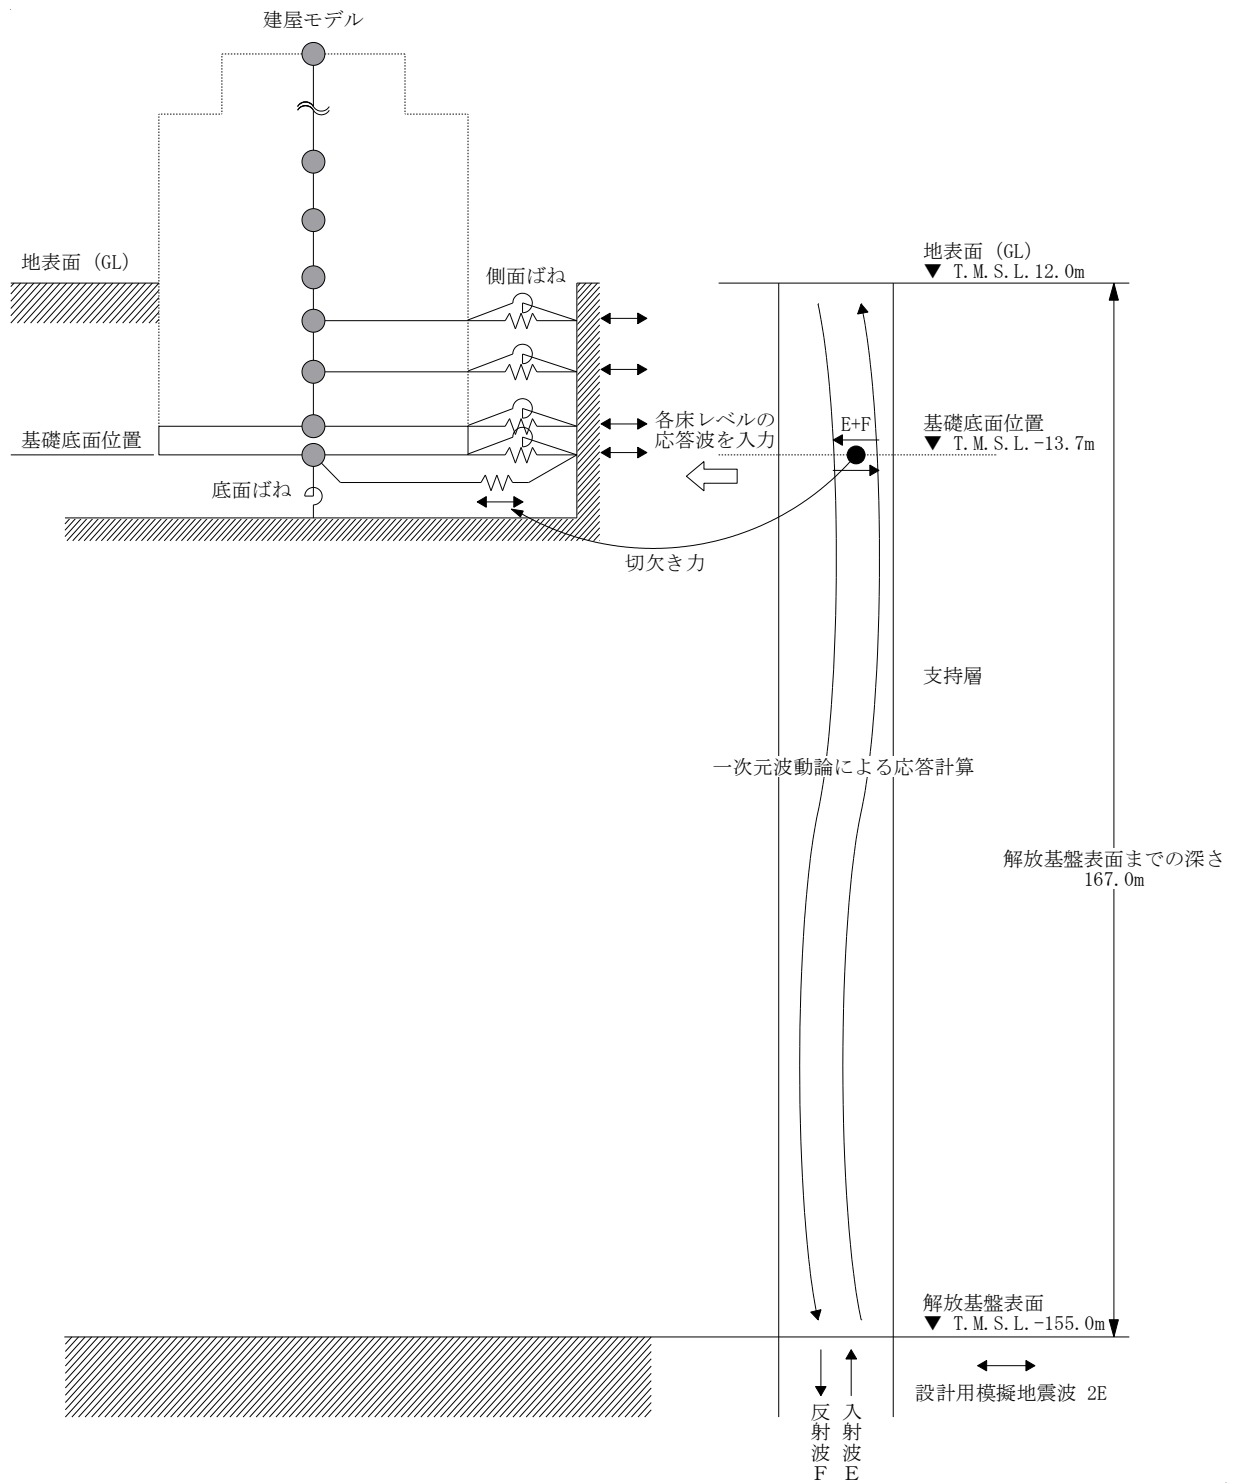 建屋モデル
地表面 (GL)
側面ばね
地表面 (GL)
▼ T.M.S.L.12.0m
各床レベルの
応答波を入力
E+F
基礎底面位置
基礎底面位置
▼ T.M.S.L.-13.7m
底面ばね
切欠き力
支持層
一次元波動論による応答計算
解放基盤表面までの深さ
167.0m
解放基盤表面
▼ T.M.S.L.-155.0m
設計用模擬地震波 2E
反射波F
入射波E